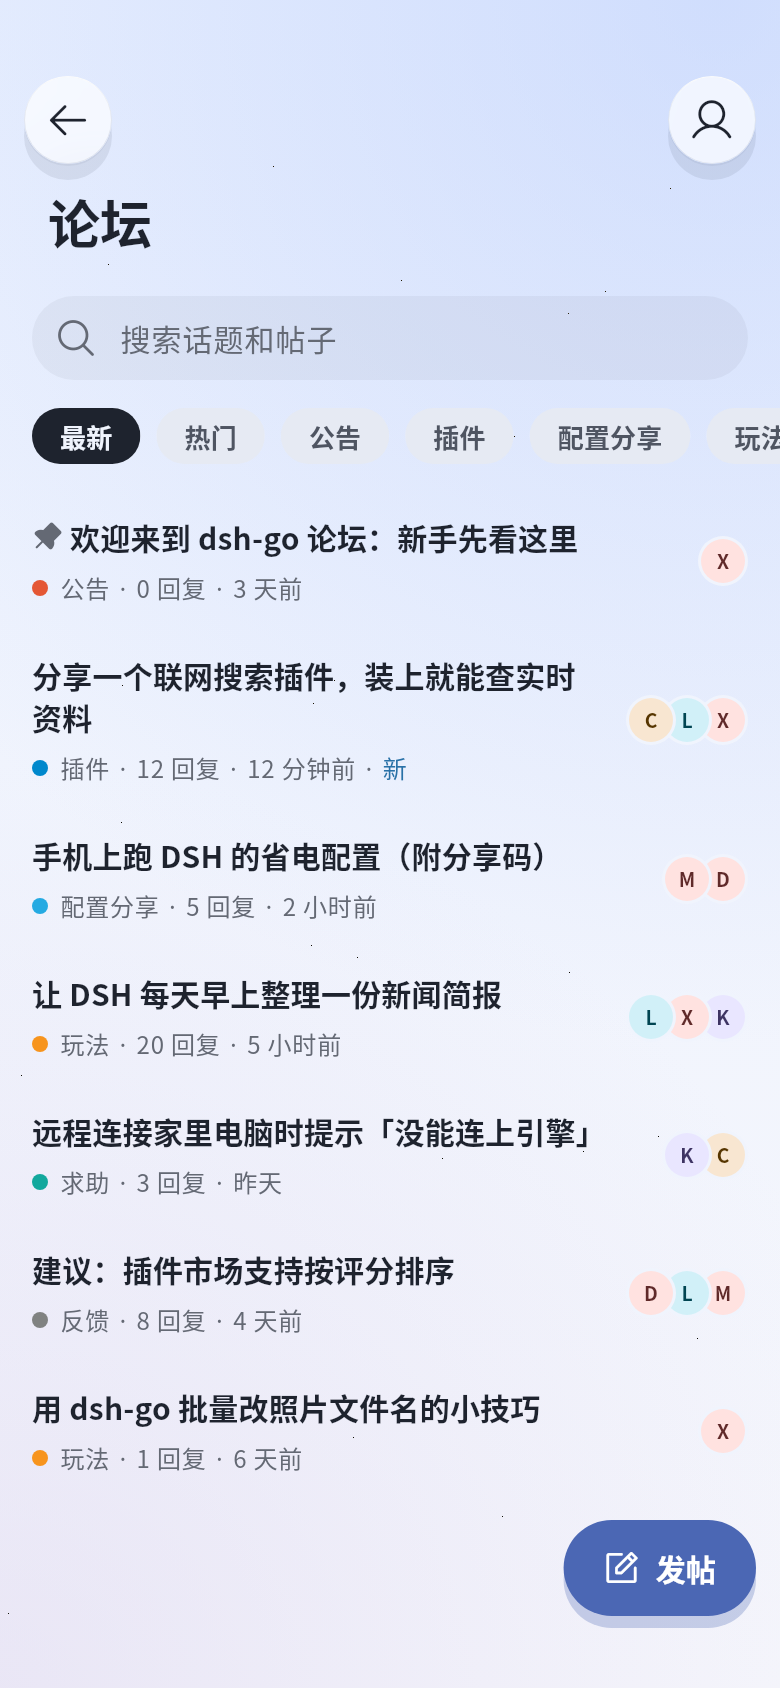 论坛
搜索话题和帖子
最新 热门 公告 插件 配置分享 玩法
欢迎来到 dsh-go 论坛：新手先看这里
X
公告 · 0 回复 · 3 天前
分享一个联网搜索插件，装上就能查实时
资料
C L X
插件 · 12 回复 · 12 分钟前 · 新
手机上跑 DSH 的省电配置（附分享码）
M D
配置分享 · 5 回复 · 2 小时前
让 DSH 每天早上整理一份新闻简报
L X K
玩法 · 20 回复 · 5 小时前
远程连接家里电脑时提示「没能连上引擎」
K C
求助 · 3 回复 · 昨天
建议：插件市场支持按评分排序
D L M
反馈 · 8 回复 · 4 天前
用 dsh-go 批量改照片文件名的小技巧
X
玩法 · 1 回复 · 6 天前
发帖